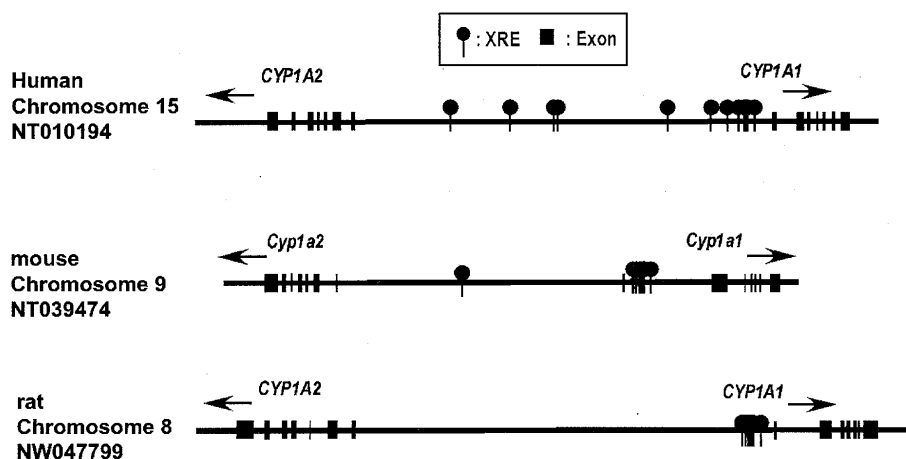 : XRE : Exon
Human
Chromosome 15
NT010194
CYP1A2
CYP1A1
mouse
Chromosome 9
NT039474
Cyp1a2
Cyp1a1
rat
Chromosome 8
NW047799
CYP1A2
CYP1A1